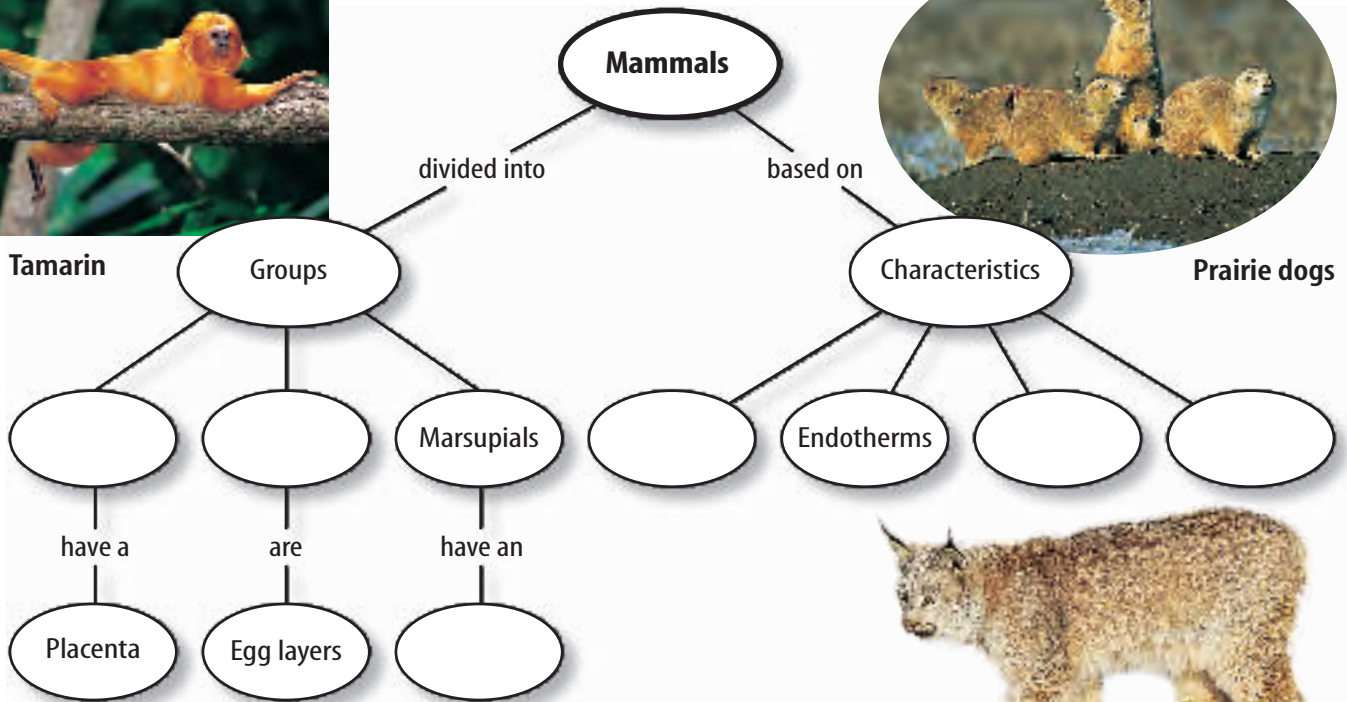 Mammals
divided into
based on
Tamarin
Groups
Characteristics
Prairie dogs
Marsupials
Endotherms
have a
are
have an
Placenta
Egg layers